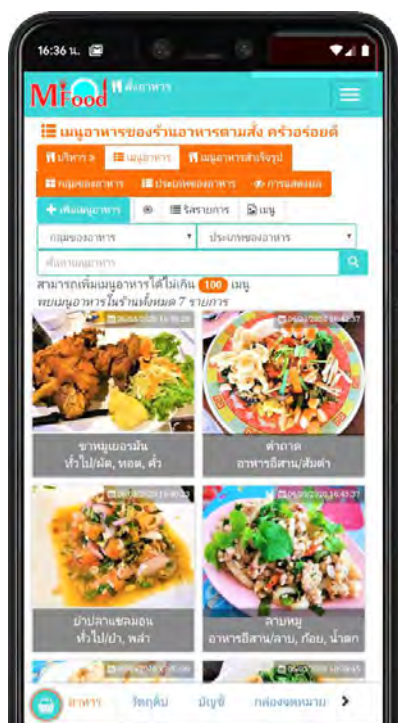 16:36 น.
MiFood สั่งอาหาร
เมนูอาหารของร้านอาหารตามสั่ง ครัวอร่อยดี
บริหาร » เมนูอาหาร เมนูอาหารสำเร็จรูป
กลุ่มของอาหาร ประเภทของอาหาร การแสดงผล
+ เพิ่มเมนูอาหาร รายการ เมนู
กลุ่มของอาหาร ประเภทของอาหาร
ค้นหาเมนูอาหาร
สามารถเพิ่มเมนูอาหารได้ไม่เกิน 100 เมนู
พบเมนูอาหารในร้านทั้งหมด 7 รายการ
ขาหมูเยอรมัน
ทั่วไป/ผัด, ทอด, คั่ว
ตำถาด
อาหารอีสาน/ส้มตำ
ยำปลาแซลมอน
ทั่วไป/ยำ, พล่า
ลาบหมู
อาหารอีสาน/ลาบ, ก้อย, น้ำตก
อาหาร วัตถุดิบ บัญชี กล่องจดหมาย